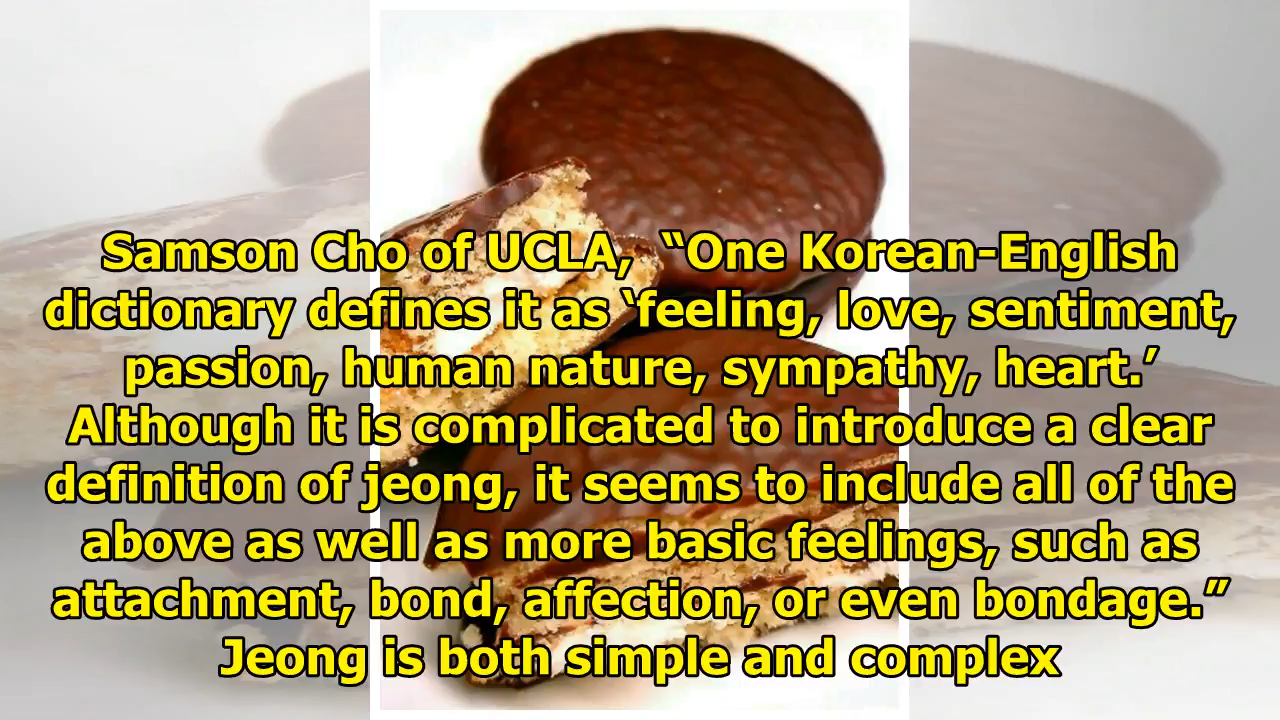 Samson Cho of UCLA,  “One Korean-English
dictionary defines it as ‘feeling, love, sentiment,
passion, human nature, sympathy, heart.’
Although it is complicated to introduce a clear
definition of jeong, it seems to include all of the
above as well as more basic feelings, such as
attachment, bond, affection, or even bondage.”
Jeong is both simple and complex